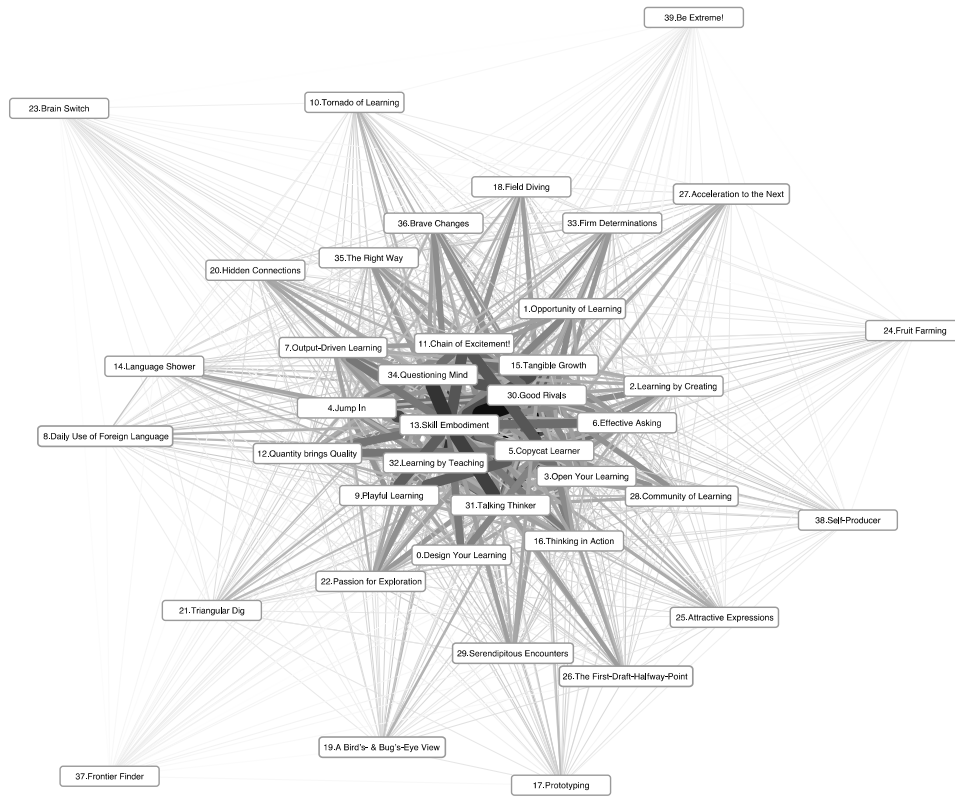 39.Be Extreme!
10.Tornado of Learning
23.Brain Switch
18.Field Diving
27.Acceleration to the Next
36.Brave Changes
33.Firm Determinations
35.The Right Way
20.Hidden Connections
1.Opportunity of Learning
24.Fruit Farming
7.Output-Driven Learning
11.Chain of Excitement!
14.Language Shower
15.Tangible Growth
34.Questioning Mind
2.Learning by Creating
30.Good Rivals
4.Jump In
13.Skill Embodiment
6.Effective Asking
8.Daily Use of Foreign Language
12.Quantity brings Quality
5.Copycat Learner
32.Learning by Teaching
3.Open Your Learning
9.Playful Learning
28.Community of Learning
31.Talking Thinker
38.Self-Producer
16.Thinking in Action
0.Design Your Learning
22.Passion for Exploration
21.Triangular Dig
25.Attractive Expressions
29.Serendipitous Encounters
26.The First-Draft-Halfway-Point
19.A Bird's- & Bug's-Eye View
37.Frontier Finder
17.Prototyping